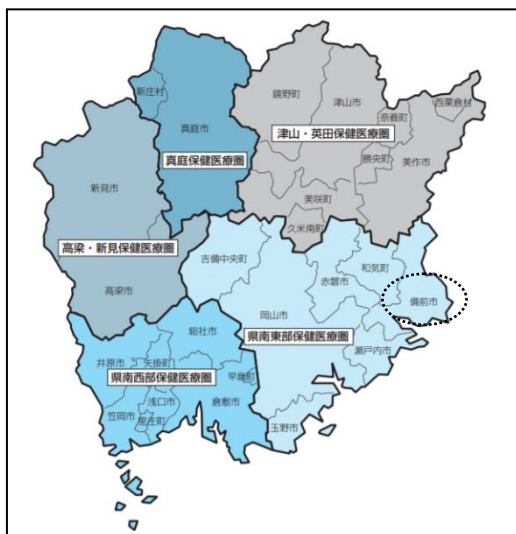 新庄村
真庭市
真庭保健医療圏
鏡野町
津山市
奈義町
西粟倉村
津山・英田保健医療圏
勝央町
美作市
美咲町
久米南町
新見市
高梁・新見保健医療圏
高梁市
吉備中央町
和気町
赤磐市
備前市
岡山市
県南東部保健医療圏
瀬戸内市
玉野市
総社市
井原市
矢掛町
県南西部保健医療圏
早島町
浅口市
倉敷市
笠岡市
里庄町